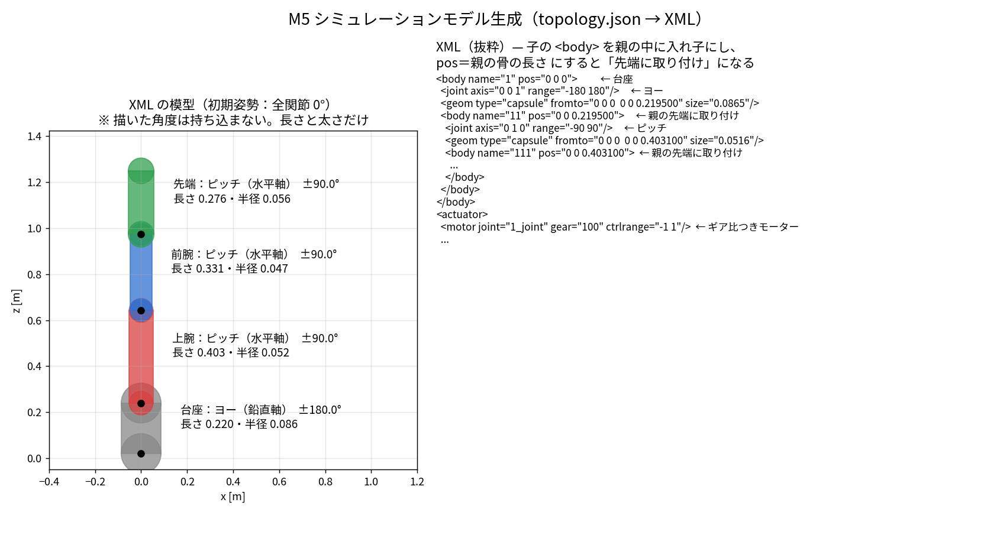 M5 シミュレーションモデル生成（topology.json → XML）
XML の模型（初期姿勢：全関節 0°）
※ 描いた角度は持ち込まない。長さと太さだけ
1.4
1.2
1.0
0.8
0.6
0.4
0.2
0.0
z [m]
先端：ピッチ（水平軸） ±90.0°
長さ 0.276・半径 0.056
前腕：ピッチ（水平軸） ±90.0°
長さ 0.331・半径 0.047
上腕：ピッチ（水平軸） ±90.0°
長さ 0.403・半径 0.052
台座：ヨー（鉛直軸） ±180.0°
長さ 0.220・半径 0.086
−0.4 −0.2 0.0 0.2 0.4 0.6 0.8 1.0 1.2
x [m]
XML（抜粋）— 子の <body> を親の中に入れ子にし、
pos＝親の骨の長さ にすると「先端に取り付け」になる
<body name="1" pos="0 0 0"> ← 台座
<joint axis="0 0 1" range="-180 180"/> ← ヨー
<geom type="capsule" fromto="0 0 0 0 0 0.219500" size="0.0865"/>
<body name="11" pos="0 0 0.219500"> ← 親の先端に取り付け
<joint axis="0 1 0" range="-90 90"/> ← ピッチ
<geom type="capsule" fromto="0 0 0 0 0 0.403100" size="0.0516"/>
<body name="111" pos="0 0 0.403100"> ← 親の先端に取り付け
...
</body>
</body>
</body>
<actuator>
<motor joint="1_joint" gear="100" ctrlrange="-1 1"/> ← ギア比つきモーター
...